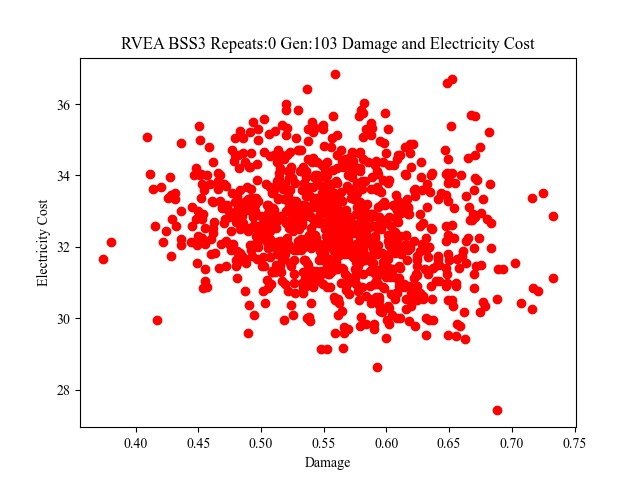 RVEA BSS3 Repeats:0 Gen:103 Damage and Electricity Cost
36
34
32
30
28
Electricity Cost
0.40 0.45 0.50 0.55 0.60 0.65 0.70 0.75
Damage